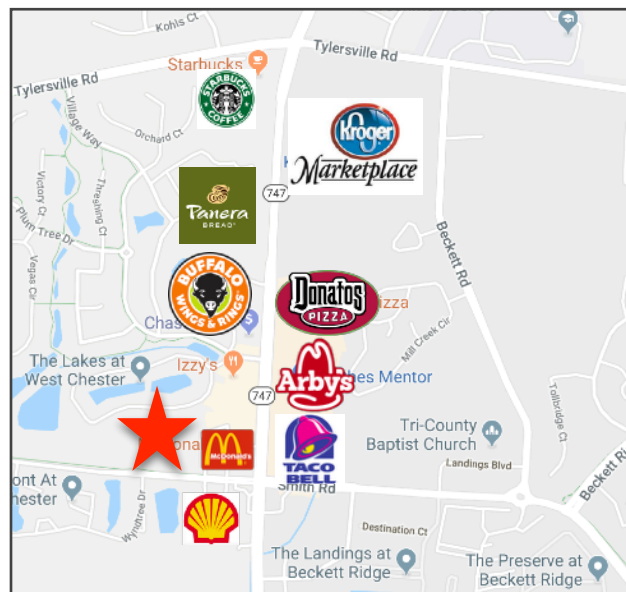 Kohls Ct
Tylersville Rd
Starbucks
STARBUCKS
COFFEE
Tylersville Rd
Village Way
Orchard Ct
Kroger
Marketplace
747
Victory Ct
Threshing Ct
Panera
BREAD
Plum Tree Dr
Vegas Cir
Beckett Rd
BUFFALO
WINGS & RINGS
Donatos
PIZZA
izza
Chas
Mill Creek Cir
The Lakes at
West Chester
Izzy's
Arby's
hes Mentor
747
Tollbridge Ct
Tri-County
Baptist Church
ona
McDonald's
TACO
BELL
Landings Blvd
Smith Rd
Beckett R
ont At
hester
Wyndtree Dr
Destination Ct
The Landings at
Beckett Ridge
The Preserve at
Beckett Ridge